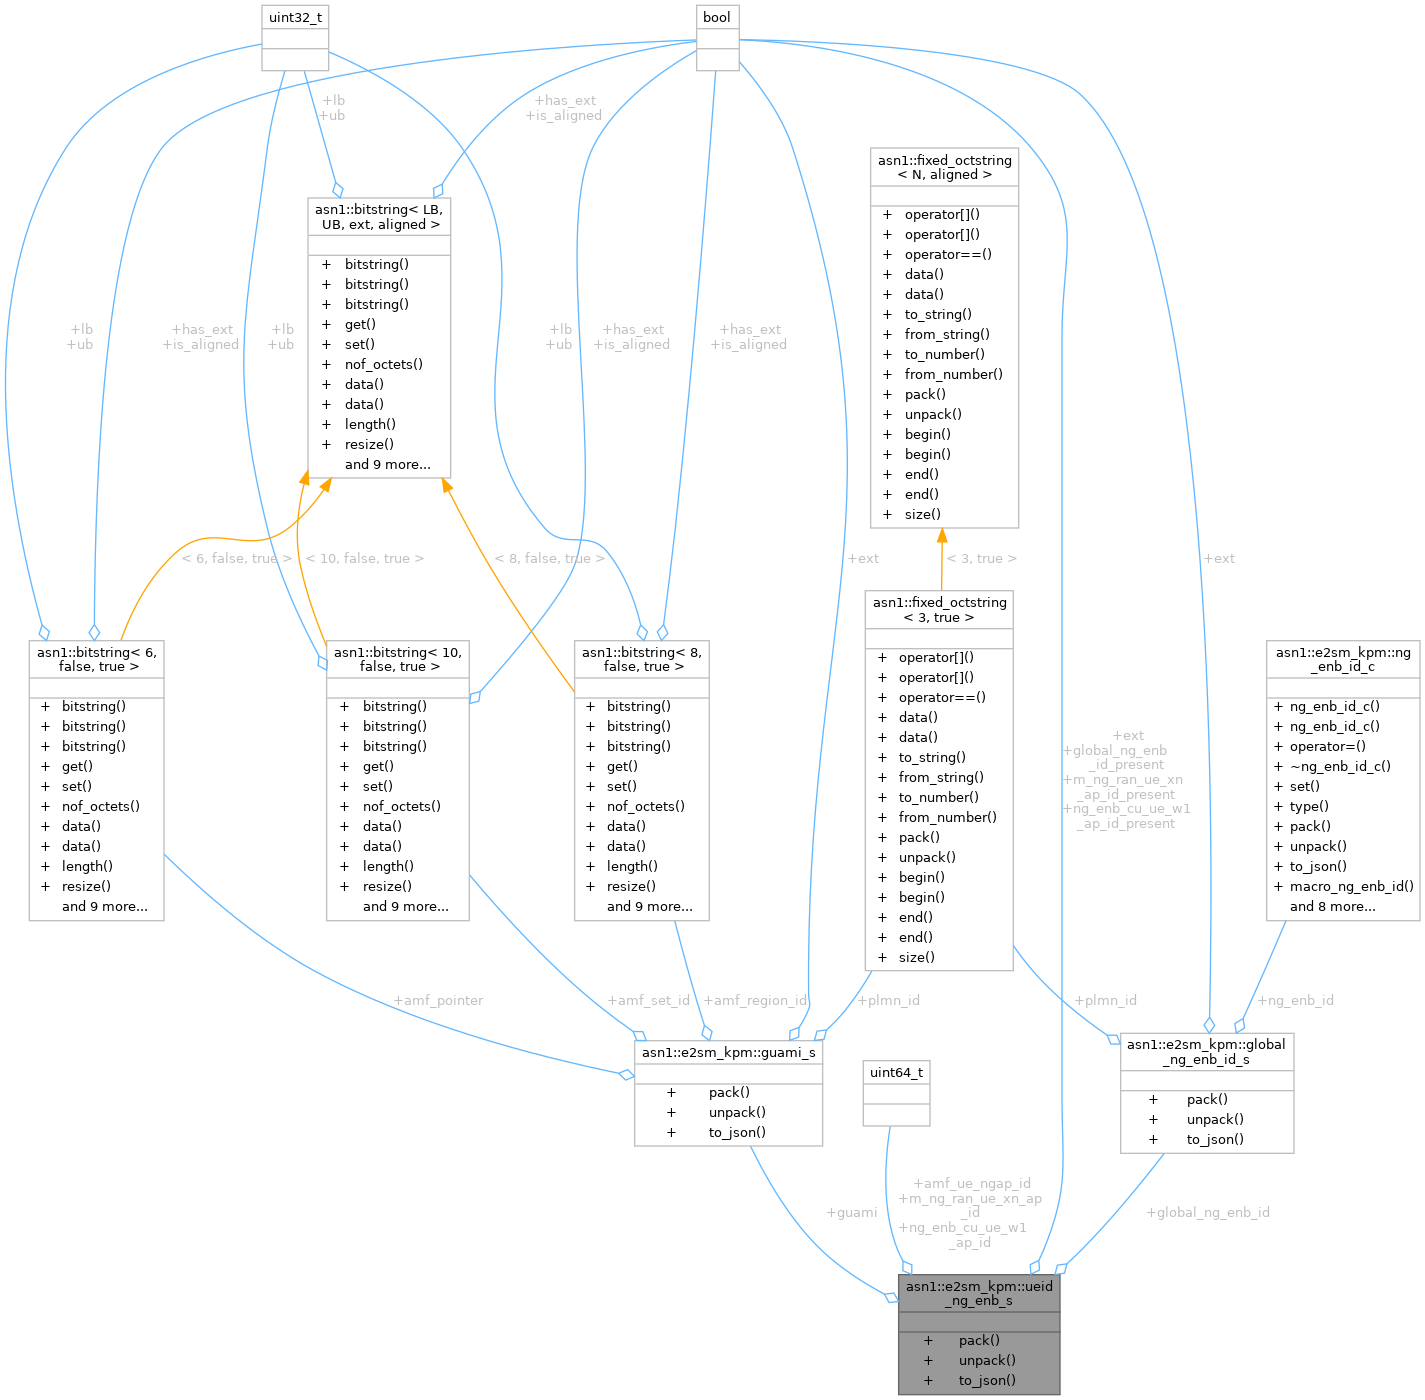 uint32_t
bool
+lb
+ub
+has_ext
+is_aligned
asn1::fixed_octstring
< N, aligned >
+ operator[]()
+ operator[]()
+ operator==()
+ data()
+ data()
+ to_string()
+ from_string()
+ to_number()
+ from_number()
+ pack()
+ unpack()
+ begin()
+ begin()
+ end()
+ end()
+ size()
asn1::bitstring< LB,
UB, ext, aligned >
+ bitstring()
+ bitstring()
+ bitstring()
+ get()
+ set()
+ nof_octets()
+ data()
+ data()
+ length()
+ resize()
and 9 more...
+lb
+ub
+has_ext
+is_aligned
+lb
+ub
+lb
+ub
+has_ext
+is_aligned
+has_ext
+is_aligned
< 6, false, true >
< 10, false, true >
< 8, false, true >
+ext
< 3, true >
+ext
asn1::bitstring< 6,
false, true >
+ bitstring()
+ bitstring()
+ bitstring()
+ get()
+ set()
+ nof_octets()
+ data()
+ data()
+ length()
+ resize()
and 9 more...
asn1::bitstring< 10,
false, true >
+ bitstring()
+ bitstring()
+ bitstring()
+ get()
+ set()
+ nof_octets()
+ data()
+ data()
+ length()
+ resize()
and 9 more...
asn1::bitstring< 8,
false, true >
+ bitstring()
+ bitstring()
+ bitstring()
+ get()
+ set()
+ nof_octets()
+ data()
+ data()
+ length()
+ resize()
and 9 more...
asn1::fixed_octstring
< 3, true >
+ operator[]()
+ operator[]()
+ operator==()
+ data()
+ data()
+ to_string()
+ from_string()
+ to_number()
+ from_number()
+ pack()
+ unpack()
+ begin()
+ begin()
+ end()
+ end()
+ size()
+ext
+global_ng_enb
_id_present
+m_ng_ran_ue_xn
_ap_id_present
+ng_enb_cu_ue_w1
_ap_id_present
asn1::e2sm_kpm::ng
_enb_id_c
+ ng_enb_id_c()
+ ng_enb_id_c()
+ operator=()
+ ~ng_enb_id_c()
+ set()
+ type()
+ pack()
+ unpack()
+ to_json()
+ macro_ng_enb_id()
and 8 more...
+amf_pointer
+amf_set_id
+amf_region_id
+plmn_id
+plmn_id
+ng_enb_id
asn1::e2sm_kpm::guami_s
+ pack()
+ unpack()
+ to_json()
uint64_t
asn1::e2sm_kpm::global
_ng_enb_id_s
+ pack()
+ unpack()
+ to_json()
+guami
+amf_ue_ngap_id
+m_ng_ran_ue_xn_ap
_id
+ng_enb_cu_ue_w1
_ap_id
+global_ng_enb_id
asn1::e2sm_kpm::ueid
_ng_enb_s
+ pack()
+ unpack()
+ to_json()